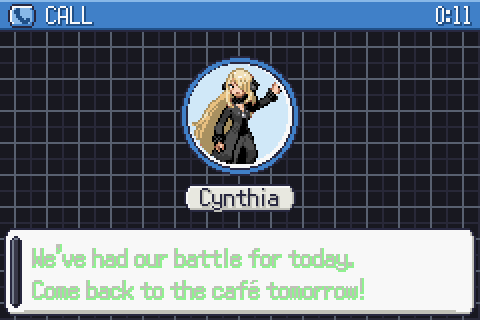 CALL
0:11
Cynthia
We've had our battle for today.
Come back to the café tomorrow!